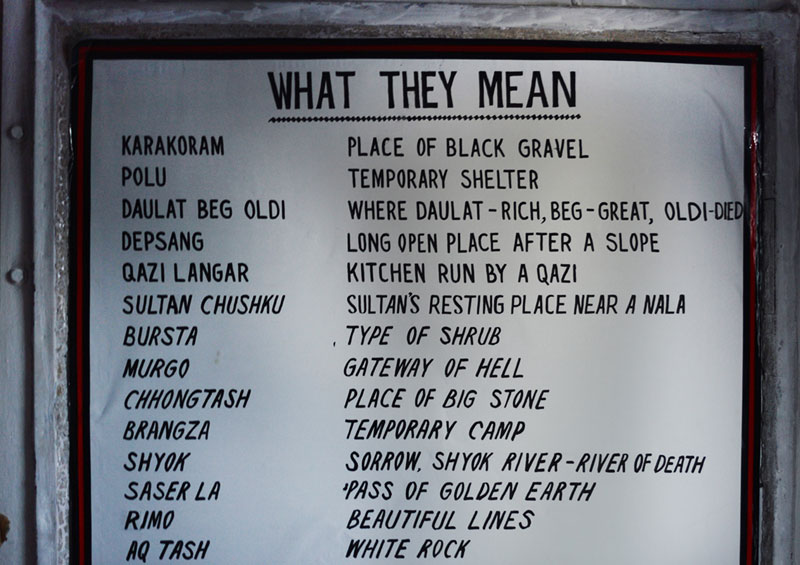 WHAT THEY MEAN
KARAKORAM PLACE OF BLACK GRAVEL
POLU TEMPORARY SHELTER
DAULAT BEG OLDI WHERE DAULAT-RICH, BEG-GREAT, OLDI-DIED
DEPSANG LONG OPEN PLACE AFTER A SLOPE
QAZI LANGAR KITCHEN RUN BY A QAZI
SULTAN CHUSHKU SULTAN'S RESTING PLACE NEAR A NALA
BURSTA TYPE OF SHRUB
MURGO GATEWAY OF HELL
CHHONGTASH PLACE OF BIG STONE
BRANGZA TEMPORARY CAMP
SHYOK SORROW, SHYOK RIVER-RIVER OF DEATH
SASER LA PASS OF GOLDEN EARTH
RIMO BEAUTIFUL LINES
AQ TASH WHITE ROCK